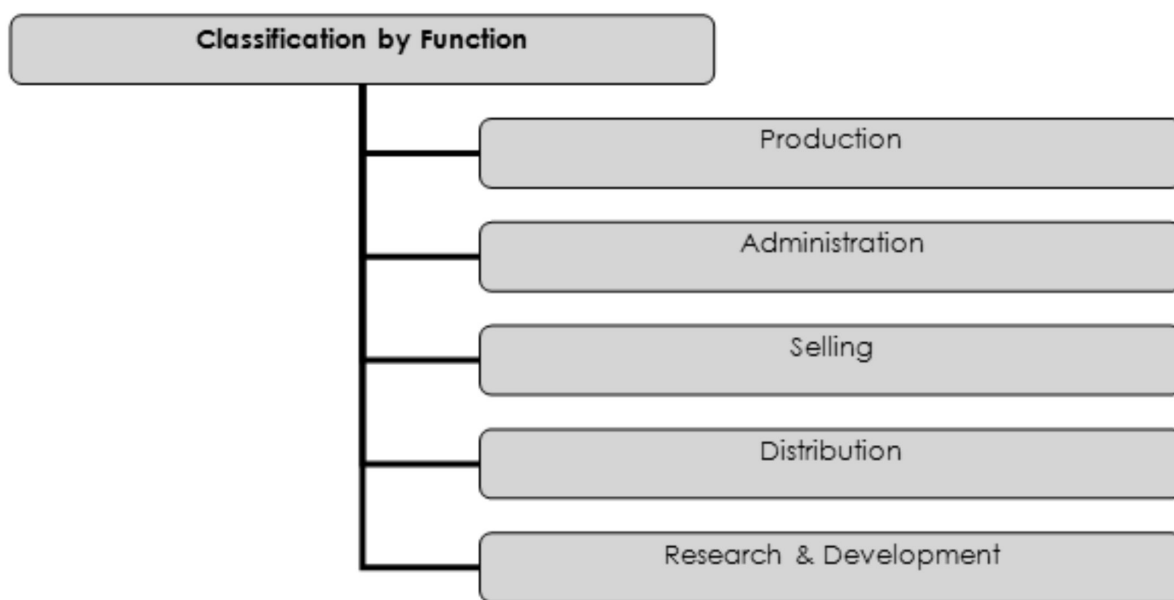 Classification by Function
Production
Administration
Selling
Distribution
Research & Development